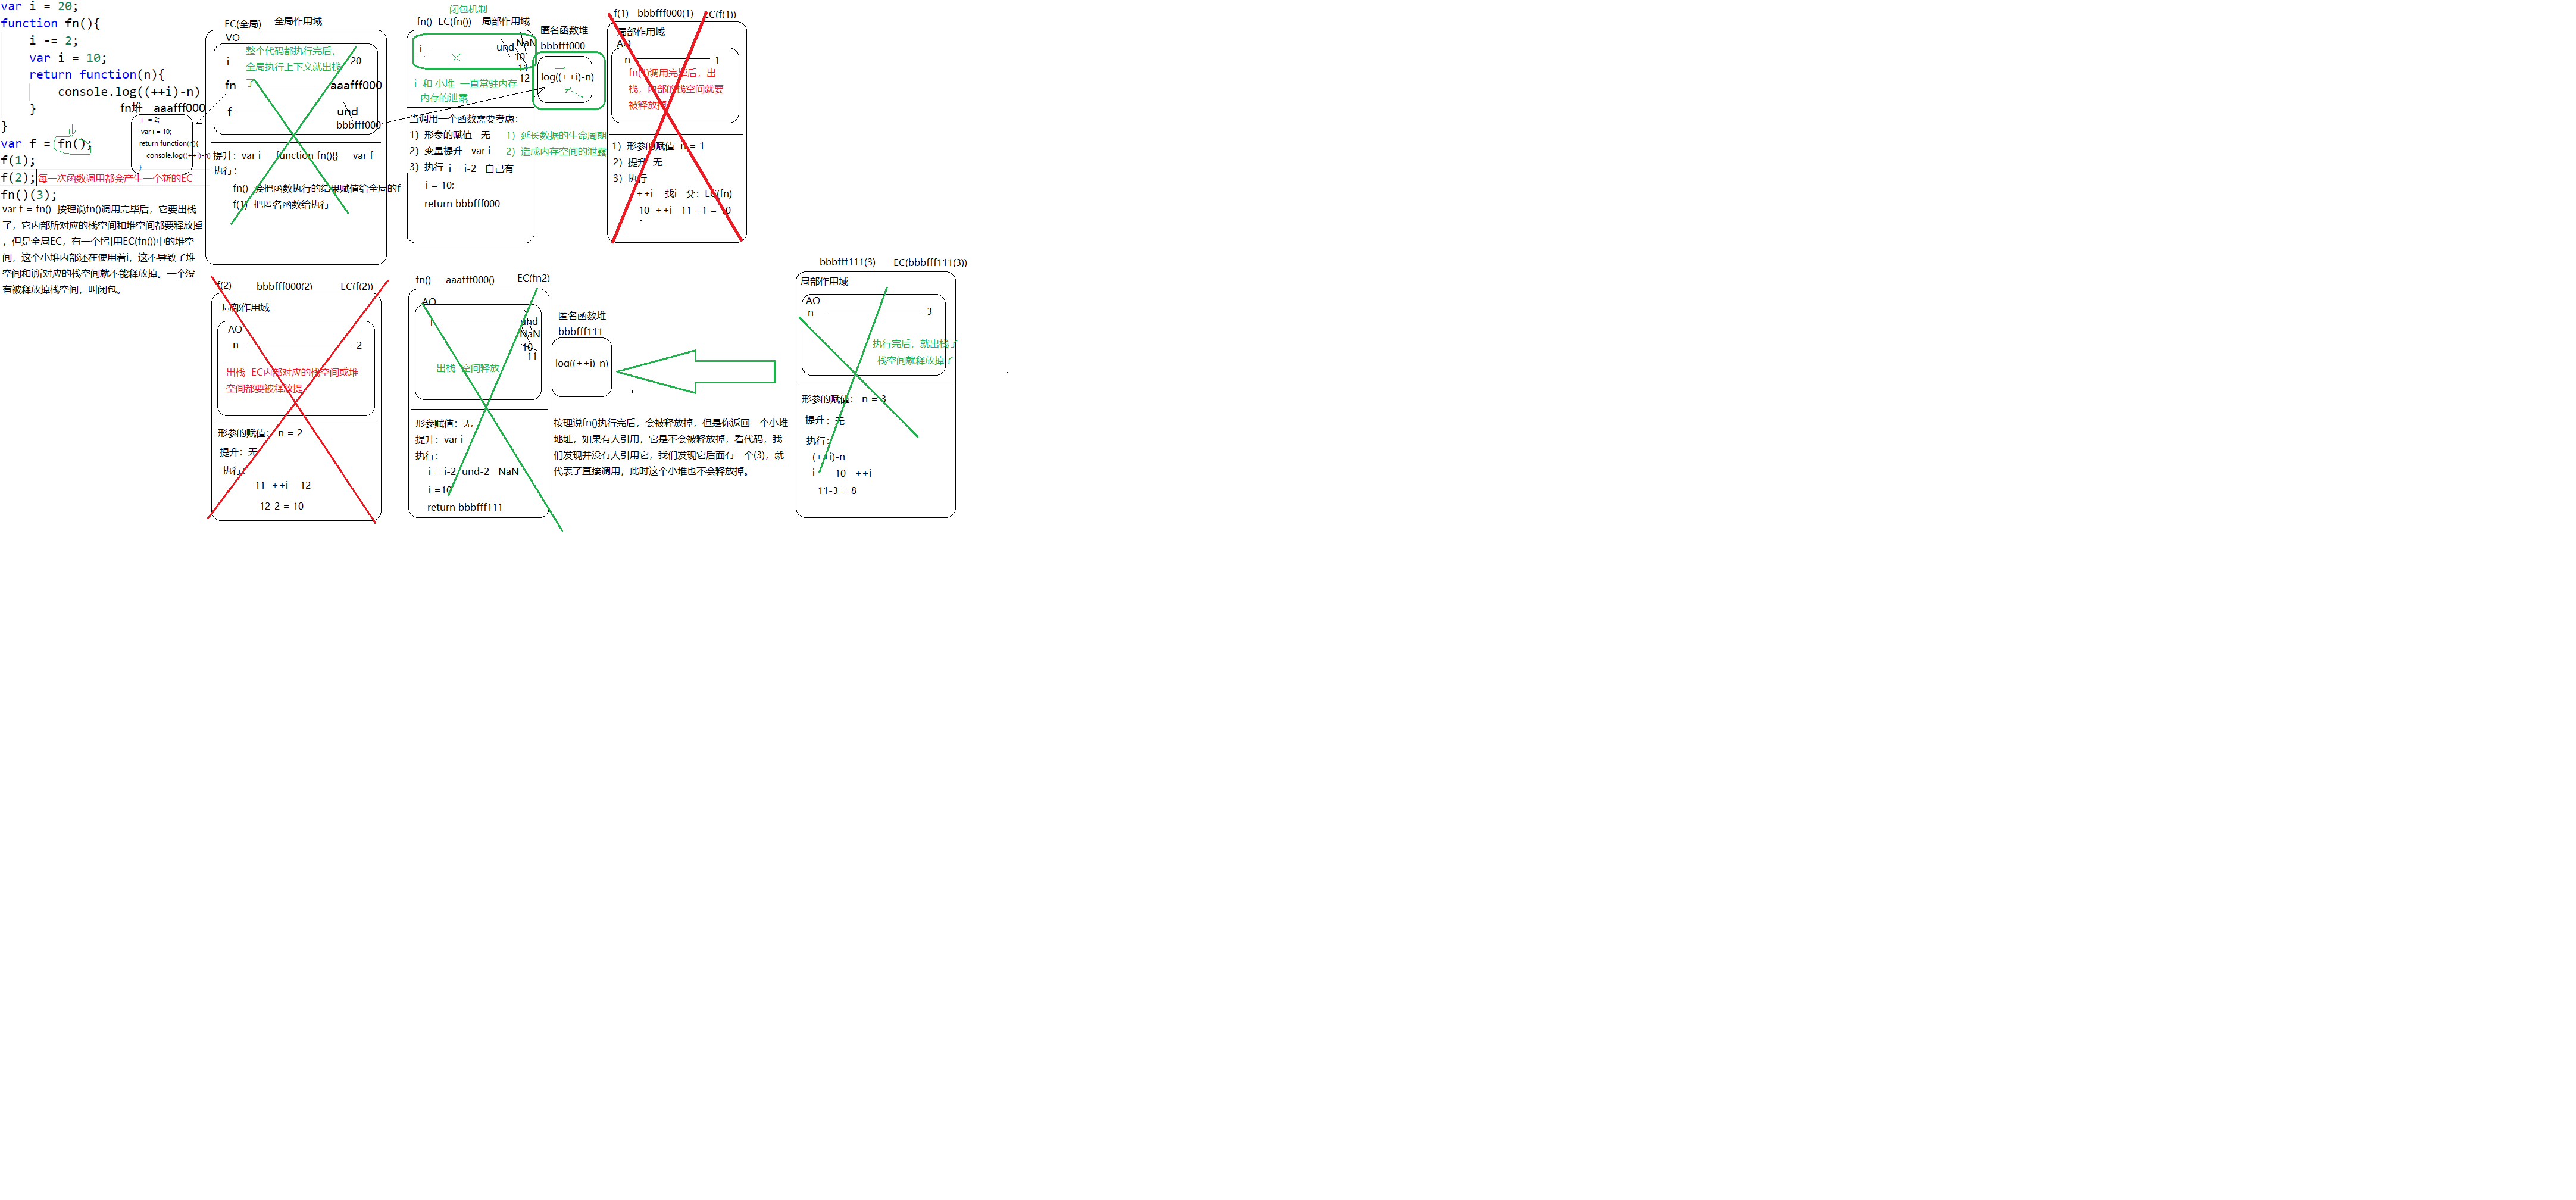 var i = 20;
function fn(){
i -= 2;
var i = 10;
return function(n){
console.log((++i)-n)
}
}
var f = fn();
f(1);
f(2);
每一次函数调用都会产生一个新的EC
fn()(3);
var f = fn() 按理说fn()调用完毕后，它要出栈
了，它内部所对应的栈空间和堆空间都要释放掉
，但是全局EC，有一个f引用EC(fn())中的堆空
间，这个小堆内部还在使用着i，这不导致了堆
空间和i所对应的栈空间就不能释放掉。一个没
有被释放掉栈空间，叫闭包。
fn堆 aaafff000
i -= 2;
var i = 10;
return function(n){
console.log((++i)-n)
}
EC(全局) 全局作用域
VO
整个代码都执行完后，
全局执行上下文就出栈
了
i 20
fn aaafff000
f und
bbbfff000
提升：var i function fn(){} var f
执行：
fn() 会把函数执行的结果赋值给全局的f
f(1) 把匿名函数给执行
闭包机制
fn() EC(fn()) 局部作用域
i und NaN
10
11
12
i 和 小堆 一直常驻内存
内存的泄露
匿名函数堆
bbbfff000
log((++i)-n)
当调用一个函数需要考虑：
1）形参的赋值 无
2）变量提升 var i
3）执行 i = i-2 自己有
i = 10;
return bbbfff000
1）延长数据的生命周期
2）造成内存空间的泄露
f(1) bbbfff000(1) EC(f(1))
局部作用域
AO
n 1
fn(1)调用完毕后，出
栈，内部的栈空间就要
被释放掉
1）形参的赋值 n = 1
2）提升 无
3）执行
++i 找i 父：EC(fn)
10 ++i 11 - 1 = 10
f(2) bbbfff000(2) EC(f(2))
局部作用域
AO
n 2
出栈 EC内部对应的栈空间或堆
空间都要被释放提
形参的赋值： n = 2
提升：无
执行：
11 ++i 12
12-2 = 10
fn() aaafff000() EC(fn2)
AO
i und
NaN
10
11
出栈 空间释放
形参赋值：无
提升：var i
执行：
i = i-2 und-2 NaN
i =10
return bbbfff111
匿名函数堆
bbbfff111
log((++i)-n)
按理说fn()执行完后，会被释放掉，但是你返回一个小堆
地址，如果有人引用，它是不会被释放掉，看代码，我
们发现并没有人引用它，我们发现它后面有一个(3)，就
代表了直接调用，此时这个小堆也不会释放掉。
bbbfff111(3) EC(bbbfff111(3))
局部作用域
AO
n 3
执行完后，就出栈了
栈空间就释放掉了
形参的赋值： n = 3
提升：无
执行：
(++i)-n
i 10 ++i
11-3 = 8